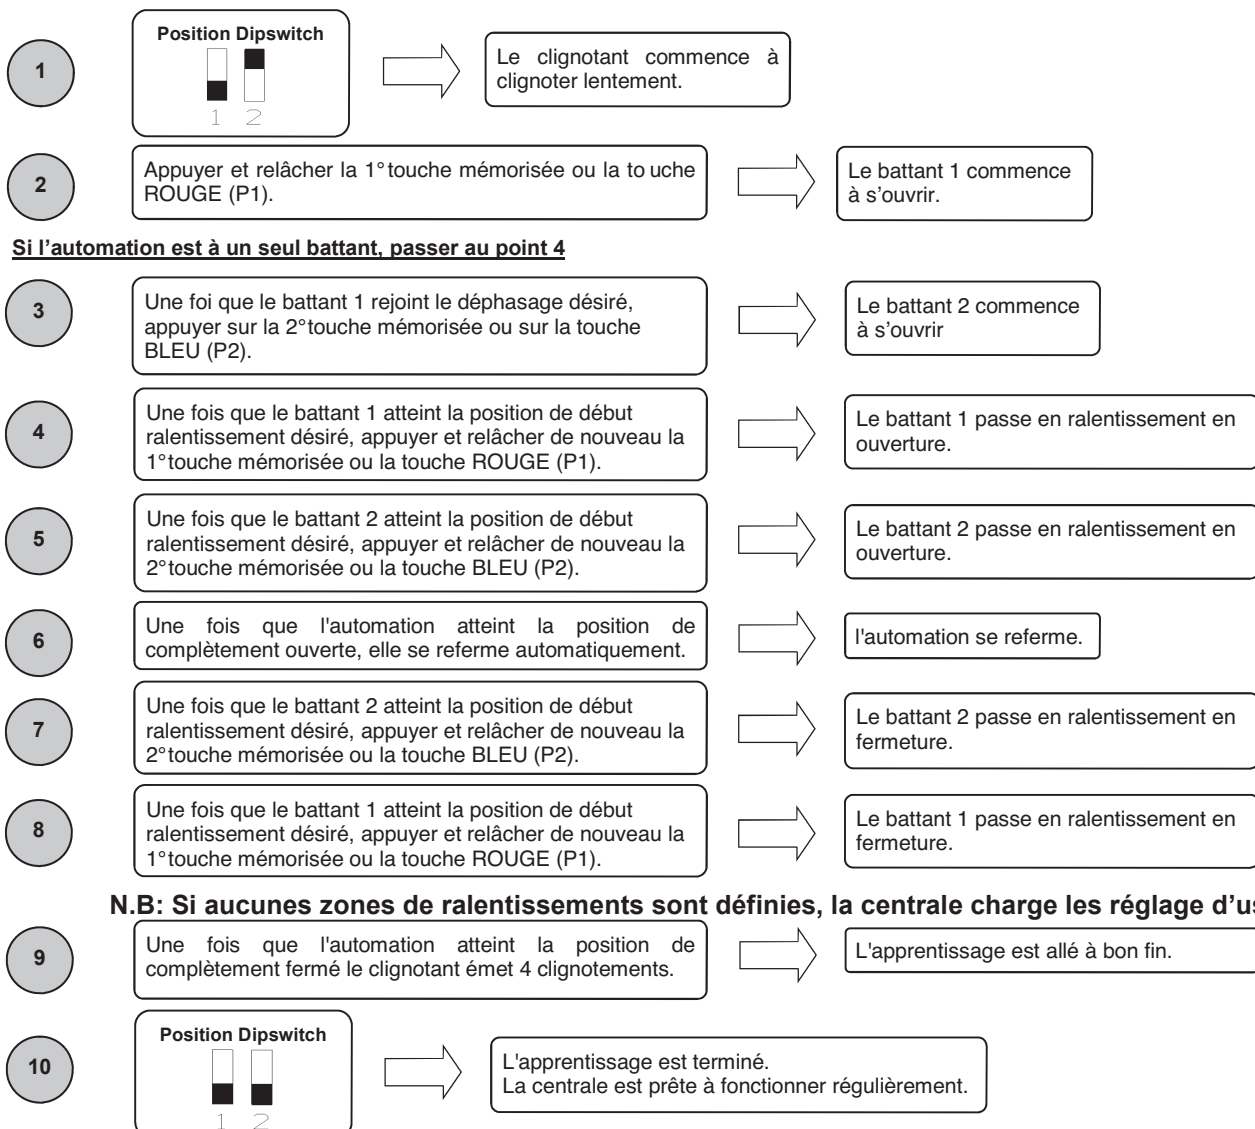 Position Dipswitch
1
1 2
Le clignotant commence à
clignoter lentement.
2
Appuyer et relâcher la 1° touche mémorisée ou la to uche
ROUGE (P1).
Le battant 1 commence
à s'ouvrir.
Si l'automation est à un seul battant, passer au point 4
3
Une foi que le battant 1 rejoint le déphasage désiré,
appuyer sur la 2° touche mémorisée ou sur la touche
BLEU (P2).
Le battant 2 commence
à s'ouvrir
4
Une fois que le battant 1 atteint la position de début
ralentissement désiré, appuyer et relâcher de nouveau la
1° touche mémorisée ou la touche ROUGE (P1).
Le battant 1 passe en ralentissement en
ouverture.
5
Une fois que le battant 2 atteint la position de début
ralentissement désiré, appuyer et relâcher de nouveau la
2° touche mémorisée ou la touche BLEU (P2).
Le battant 2 passe en ralentissement en
ouverture.
6
Une fois que l'automation atteint la position de
complètement ouverte, elle se referme automatiquement.
l'automation se referme.
7
Une fois que le battant 2 atteint la position de début
ralentissement désiré, appuyer et relâcher de nouveau la
2° touche mémorisée ou la touche BLEU (P2).
Le battant 2 passe en ralentissement en
fermeture.
8
Une fois que le battant 1 atteint la position de début
ralentissement désiré, appuyer et relâcher de nouveau la
1° touche mémorisée ou la touche ROUGE (P1).
Le battant 1 passe en ralentissement en
fermeture.
N.B: Si aucunes zones de ralentissements sont définies, la centrale charge les réglage
9
Une fois que l'automation atteint la position de
complètement fermé le clignotant émet 4 clignotements.
L'apprentissage est allé à bon fin.
10
Position Dipswitch
1 2
L'apprentissage est terminé.
La centrale est prête à fonctionner régulièrement.